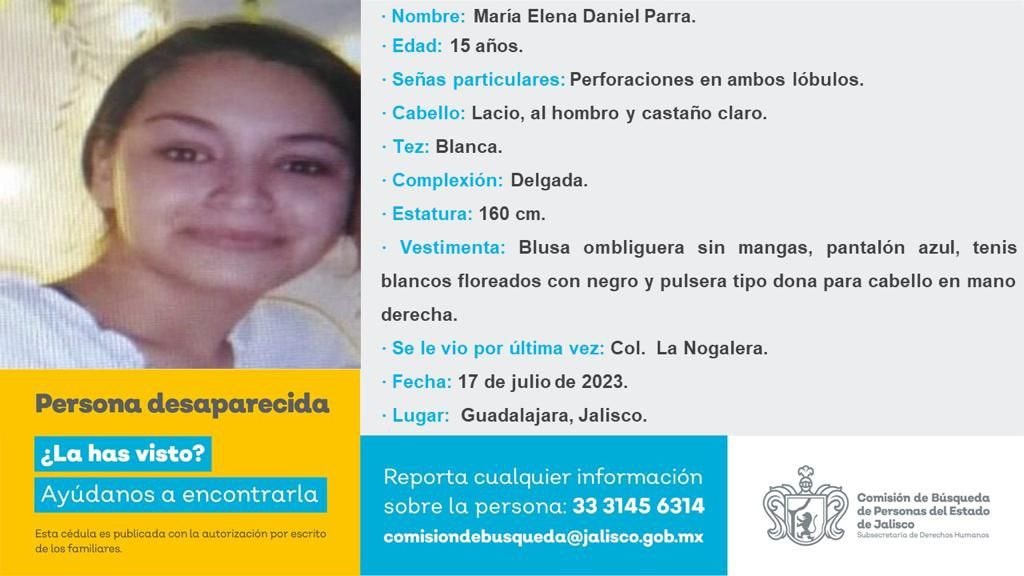 · Nombre: María Elena Daniel Parra.
· Edad: 15 años.
· Señas particulares: Perforaciones en ambos lóbulos.
· Cabello: Lacio, al hombro y castaño claro.
· Tez: Blanca.
· Complexión: Delgada.
· Estatura: 160 cm.
· Vestimenta: Blusa ombliguera sin mangas, pantalón azul, tenis
blancos floreados con negro y pulsera tipo dona para cabello en mano
derecha.
· Se le vio por última vez: Col. La Nogalera.
· Fecha: 17 de julio de 2023.
· Lugar: Guadalajara, Jalisco.
Persona desaparecida
¿La has visto?
Ayúdanos a encontrarla
Esta cédula es publicada con la autorización por escrito
de los familiares.
Reporta cualquier información
sobre la persona: 33 3145 6314
comisiondebusqueda@jalisco.gob.mx
Comisión de Búsqueda
de Personas del Estado
de Jalisco
Subsecretaría de Derechos Humanos